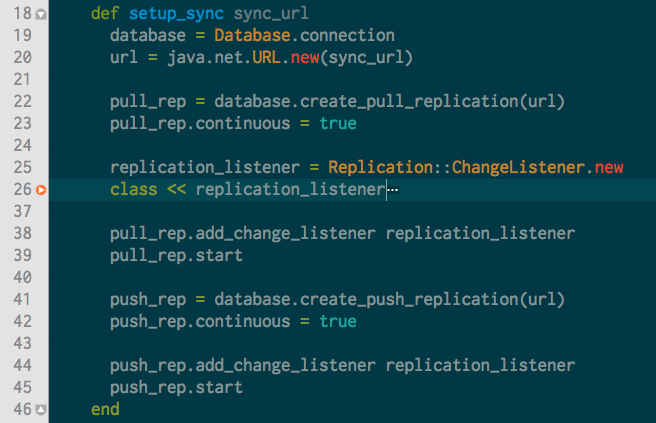 18 def setup_sync sync_url
19 database = Database.connection
20 url = java.net.URL.new(sync_url)
21
22 pull_rep = database.create_pull_replication(url)
23 pull_rep.continuous = true
24
25 replication_listener = Replication::ChangeListener.new
26 class << replication_listener…
37
38 pull_rep.add_change_listener replication_listener
39 pull_rep.start
40
41 push_rep = database.create_push_replication(url)
42 push_rep.continuous = true
43
44 push_rep.add_change_listener replication_listener
45 push_rep.start
46 end